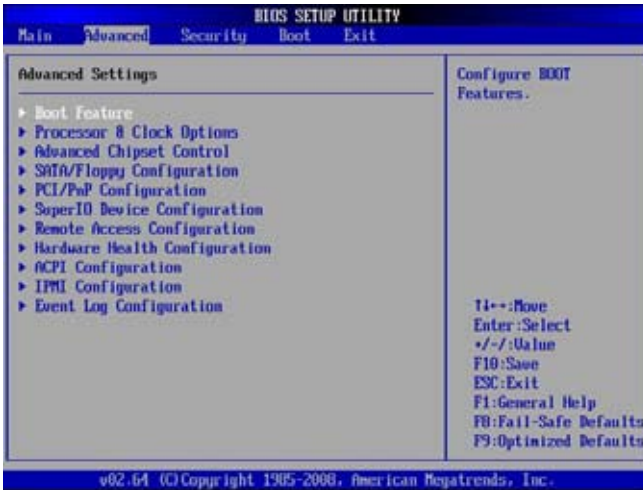 BIOS SETUP UTILITY
Main Advanced Security Boot Exit
Advanced Settings
Configure BOOT
Features.
▶ Boot Feature
▶ Processor & Clock Options
▶ Advanced Chipset Control
▶ SATA/Floppy Configuration
▶ PCI/PnP Configuration
▶ SuperIO Device Configuration
▶ Remote Access Configuration
▶ Hardware Health Configuration
▶ ACPI Configuration
▶ IPMI Configuration
▶ Event Log Configuration
↑↓←→:Move
Enter:Select
+/-/:Value
F10:Save
ESC:Exit
F1:General Help
F8:Fail-Safe Defaults
F9:Optimized Defaults
v02.64 (C)Copyright 1985-2008, American Megatrends, Inc.